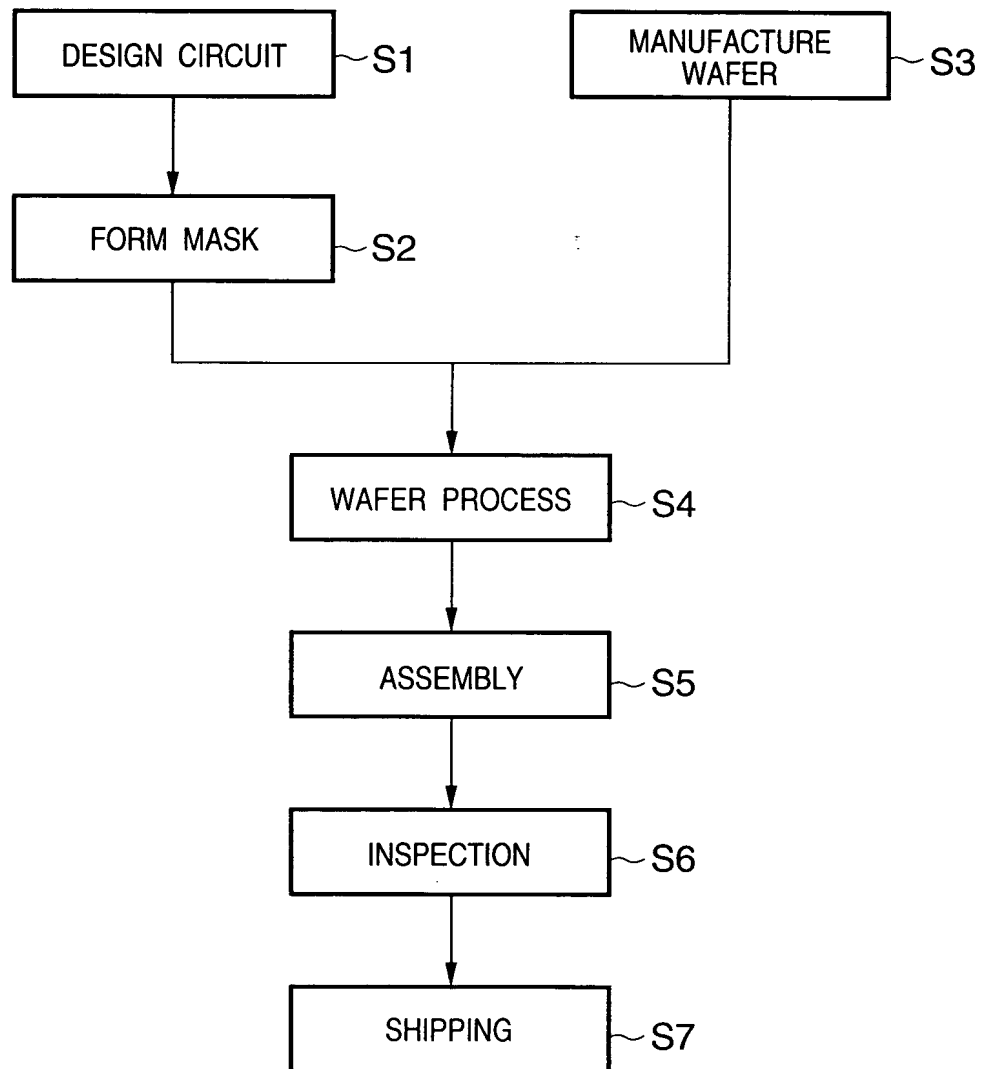 DESIGN CIRCUIT
S1
MANUFACTURE
WAFER
S3
FORM MASK
S2
WAFER PROCESS
S4
ASSEMBLY
S5
INSPECTION
S6
SHIPPING
S7